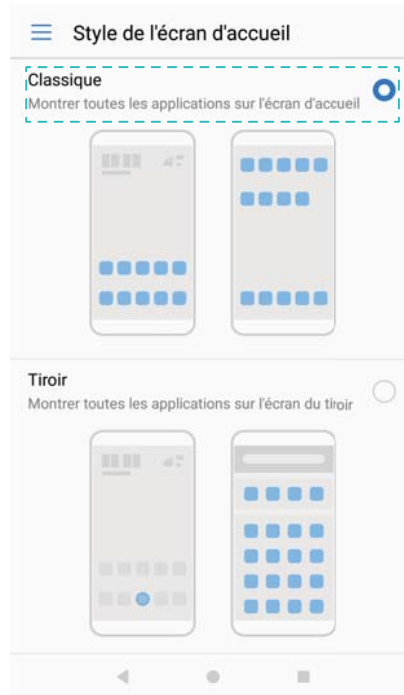 Style de l'écran d'accueil
Classique
Montrer toutes les applications sur l'écran d'accueil
Tiroir
Montrer toutes les applications sur l'écran du tiroir